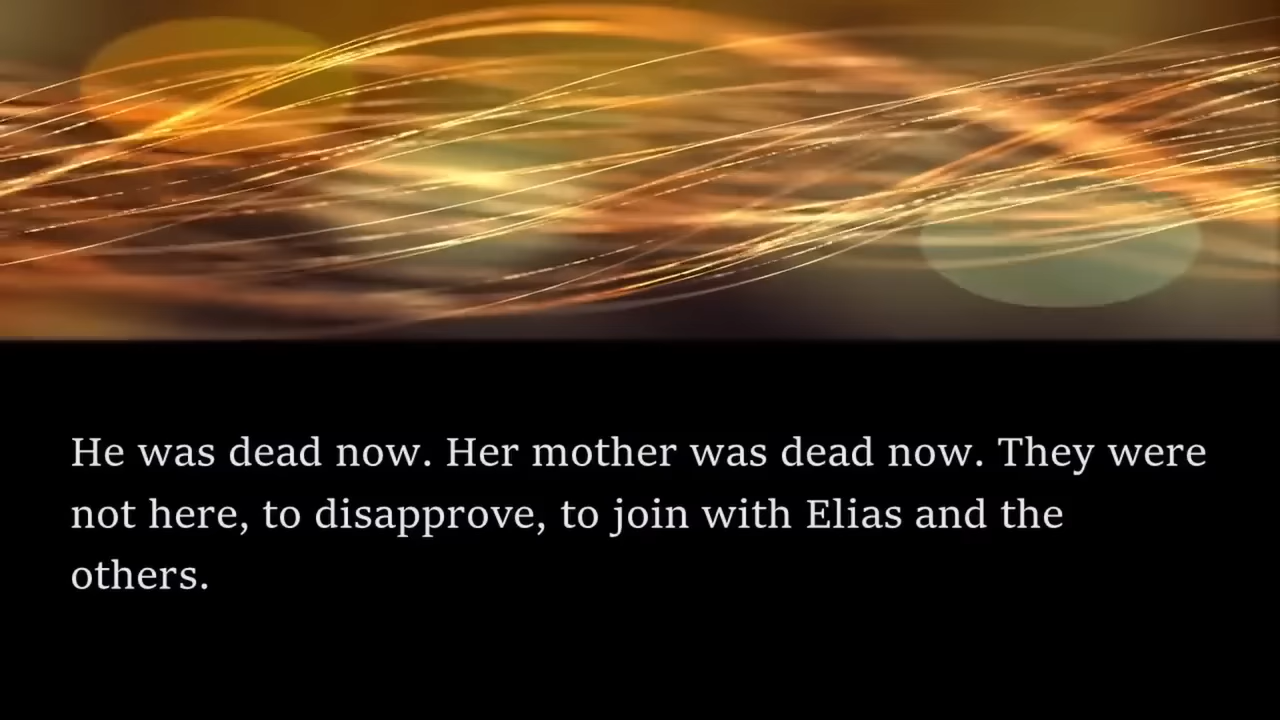 He was dead now. Her mother was dead now. They were
not here, to disapprove, to join with Elias and the
others.